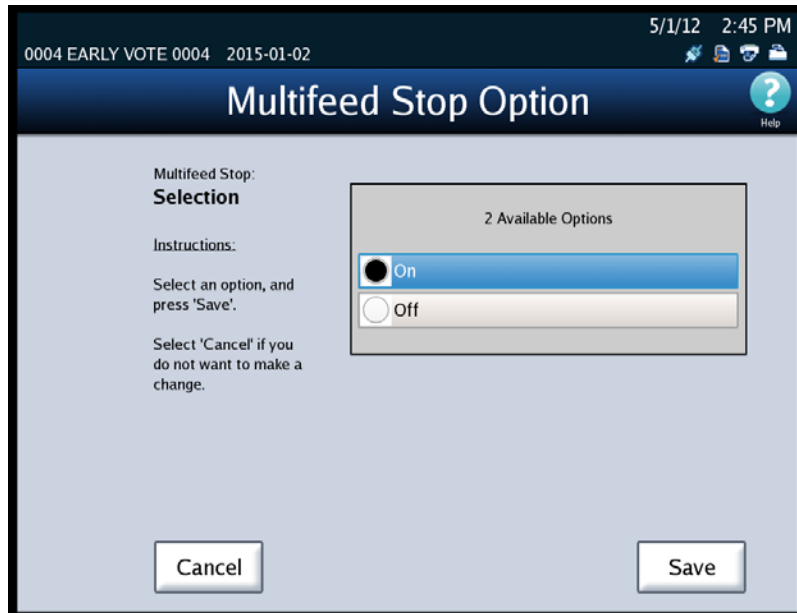 5/1/12 2:45 PM
0004 EARLY VOTE 0004 2015-01-02
Multifeed Stop Option
Help
Multifeed Stop:
Selection
Instructions:
Select an option, and
press 'Save'.
Select 'Cancel' if you
do not want to make a
change.
2 Available Options
On
Off
Cancel
Save